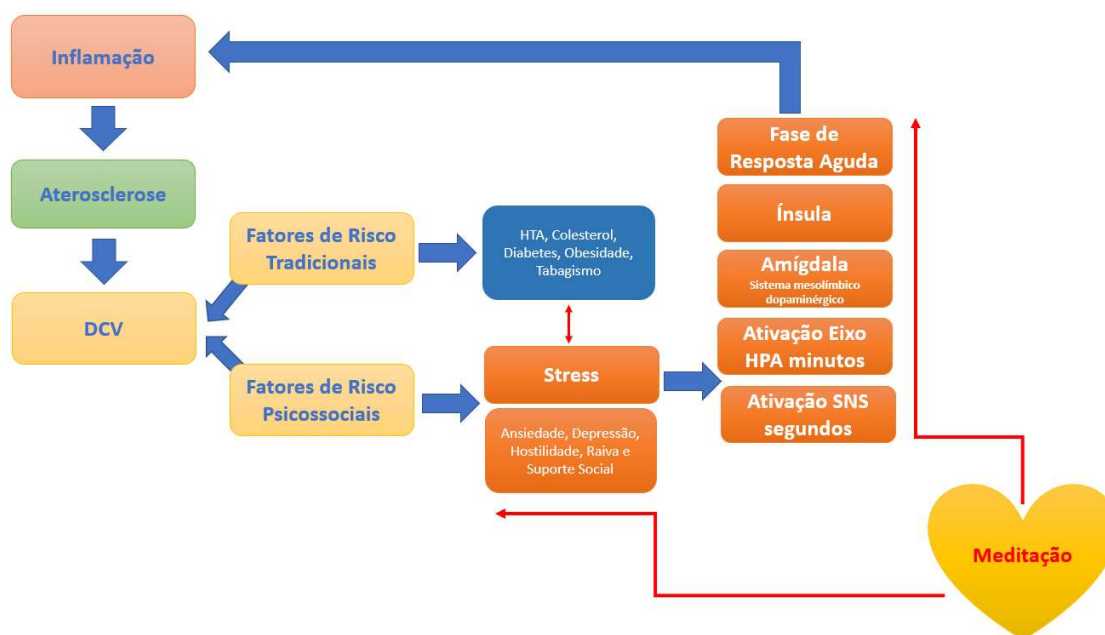 Inflamação
Aterosclerose
DCV
Fatores de Risco
Tradicionais
Fatores de Risco
Psicossociais
HTA, Colesterol,
Diabetes, Obesidade,
Tabagismo
Stress
Ansiedade, Depressão,
Hostilidade, Raiva e
Suporte Social
Fase de
Resposta Aguda
Ínsula
Amígdala
Sistema mesolímbico
dopaminérgico
Ativação Eixo
HPA minutos
Ativação SNS
segundos
Meditação